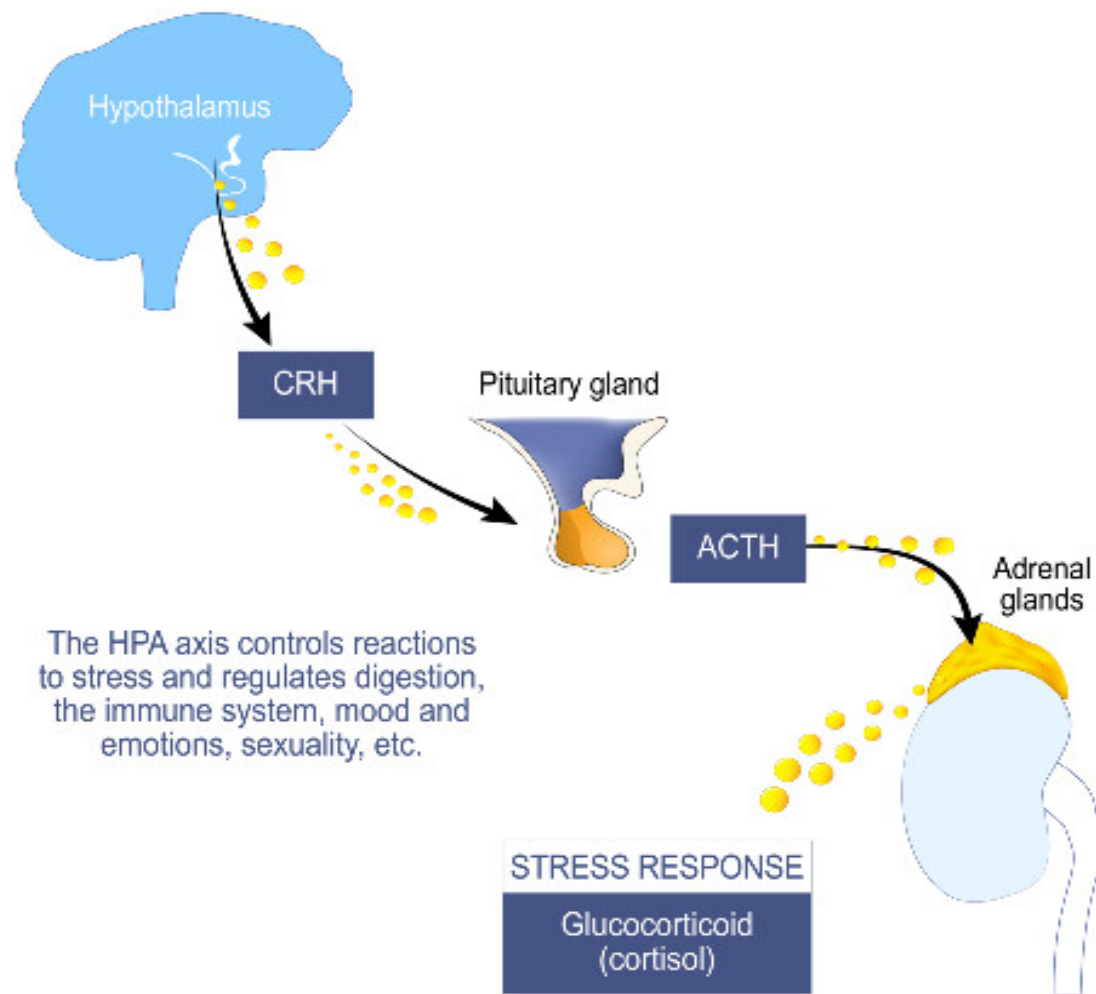 Hypothalamus
CRH
Pituitary gland
ACTH
Adrenal
glands
The HPA axis controls reactions
to stress and regulates digestion,
the immune system, mood and
emotions, sexuality, etc.
STRESS RESPONSE
Glucocorticoid
(cortisol)